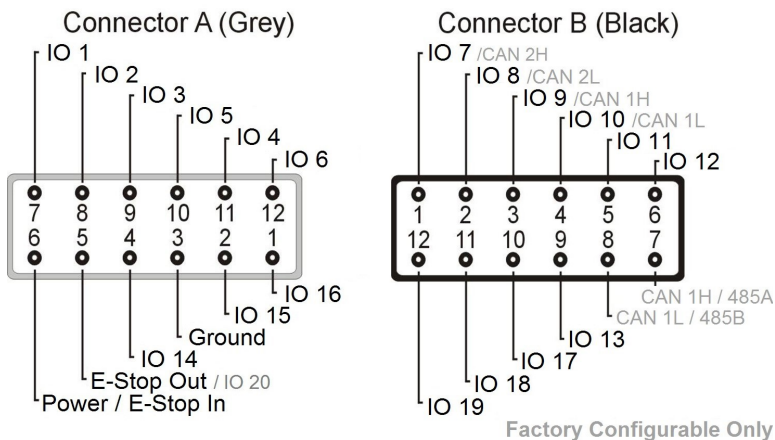 Connector A (Grey)
IO 1
IO 2
IO 3
IO 5
IO 4
IO 6
7 8 9 10 11 12
6 5 4 3 2 1
IO 16
IO 15
Ground
IO 14
E-Stop Out / IO 20
Power / E-Stop In
Connector B (Black)
IO 7 /CAN 2H
IO 8 /CAN 2L
IO 9 /CAN 1H
IO 10 /CAN 1L
IO 11
IO 12
1 2 3 4 5 6
12 11 10 9 8 7
CAN 1H / 485A
CAN 1L / 485B
IO 13
IO 17
IO 18
IO 19
Factory Configurable Only